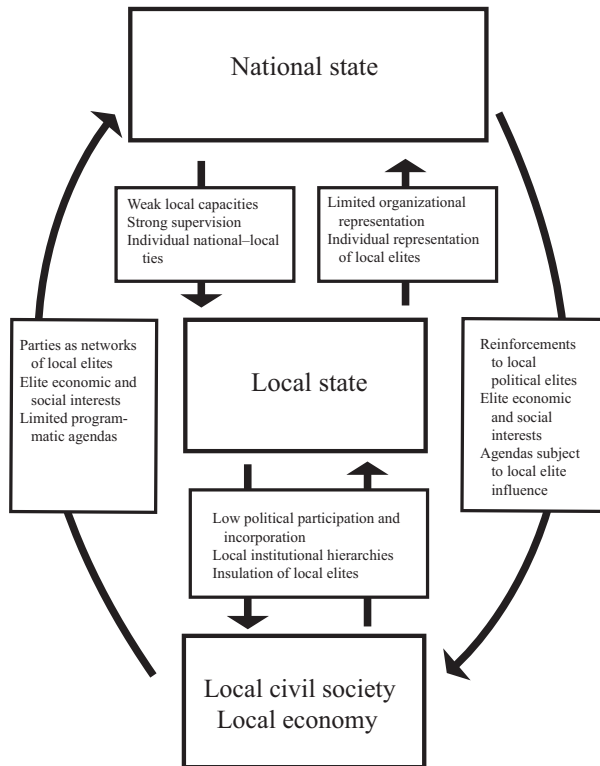 National state
Weak local capacities
Strong supervision
Individual national–local
ties
Limited organizational
representation
Individual representation
of local elites
Parties as networks
of local elites
Elite economic and
social interests
Limited program-
matic agendas
Local state
Reinforcements
to local
political elites
Elite economic
and social
interests
Agendas subject
to local elite
influence
Low political participation and
incorporation
Local institutional hierarchies
Insulation of local elites
Local civil society
Local economy